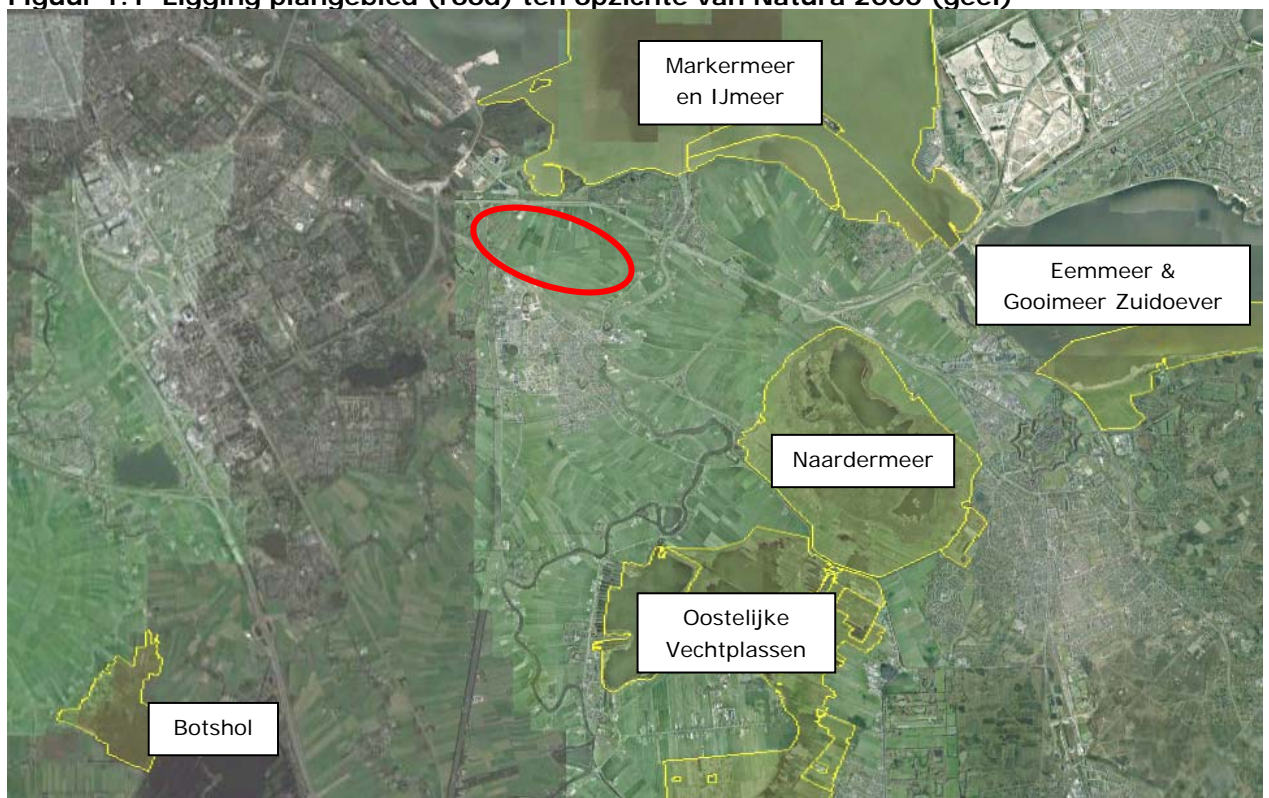 Figuur 1.1 Ligging plangebied (rood) ten opzichte van Natura 2000 (geel)
Markermeer
en IJmeer
Eemmeer &
Gooimeer Zuidoever
Naardermeer
Oostelijke
Vechtplassen
Botshol